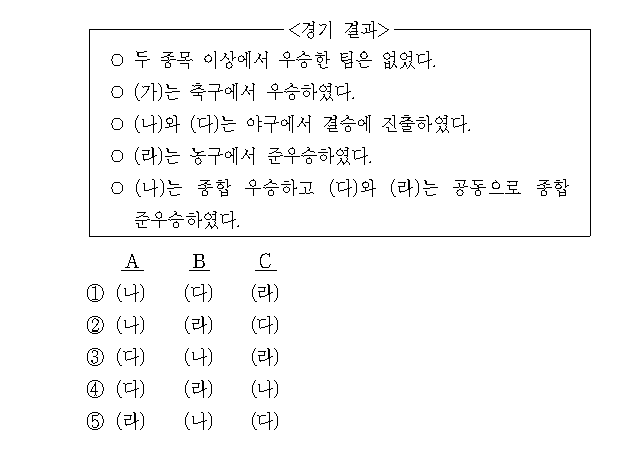 <경기 결과>
○ 두 종목 이상에서 우승한 팀은 없었다.
○ (가)는 축구에서 우승하였다.
○ (나)와 (다)는 야구에서 결승에 진출하였다.
○ (라)는 농구에서 준우승하였다.
○ (나)는 종합 우승하고 (다)와 (라)는 공동으로 종합
준우승하였다.
A B C
① (나) (다) (라)
② (나) (라) (다)
③ (다) (나) (라)
④ (다) (라) (나)
⑤ (라) (나) (다)